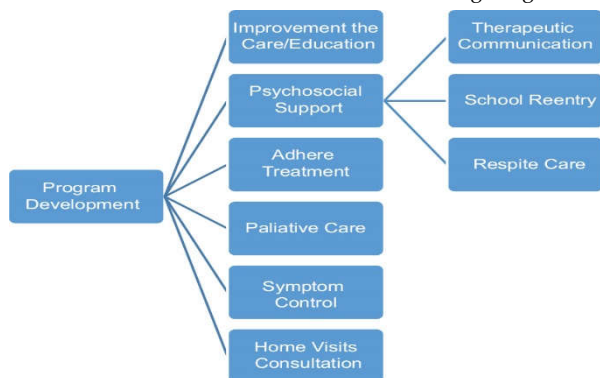 Improvement the
Care/Education
Psychosocial
Support
Adhere
Treatment
Program
Development
Paliative Care
Symptom
Control
Home Visits
Consultation
Therapeutic
Communication
School Reentry
Respite Care